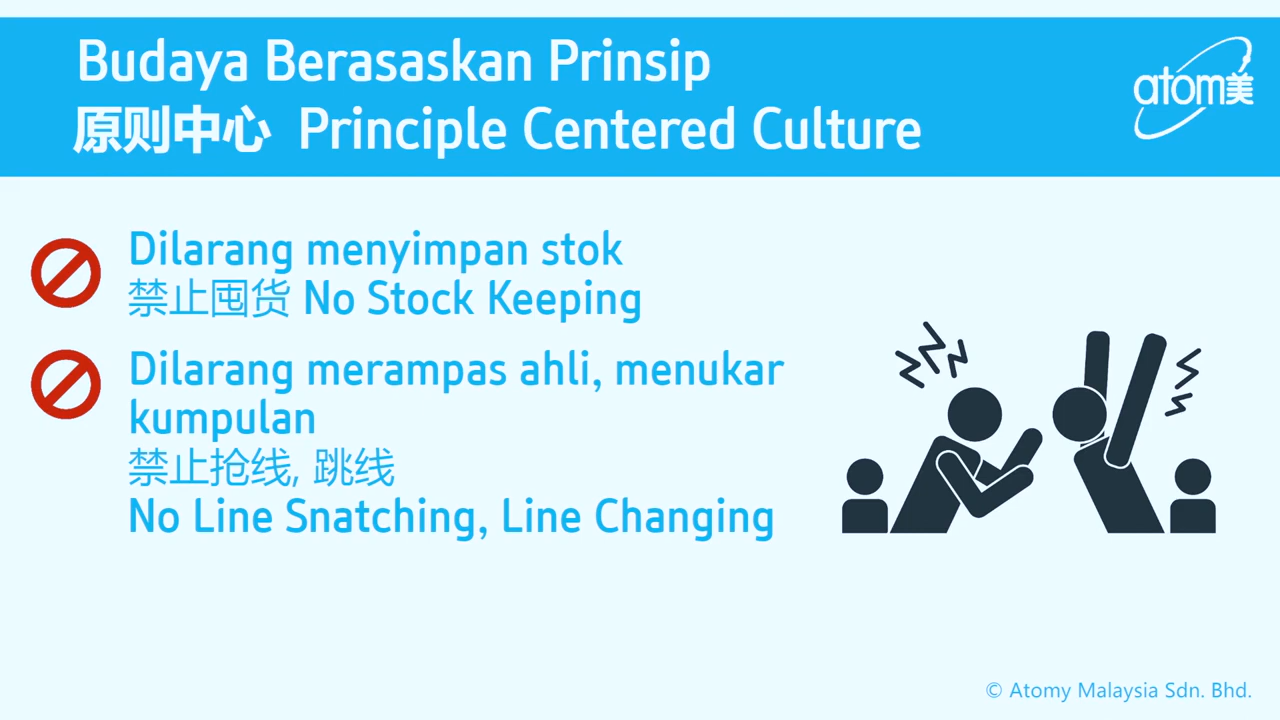 Budaya Berasaskan Prinsip
原则中心 Principle Centered Culture
atom美
Dilarang menyimpan stok
禁止囤货 No Stock Keeping
Dilarang merampas ahli, menukar
kumpulan
禁止抢线, 跳线
No Line Snatching, Line Changing
© Atomy Malaysia Sdn. Bhd.